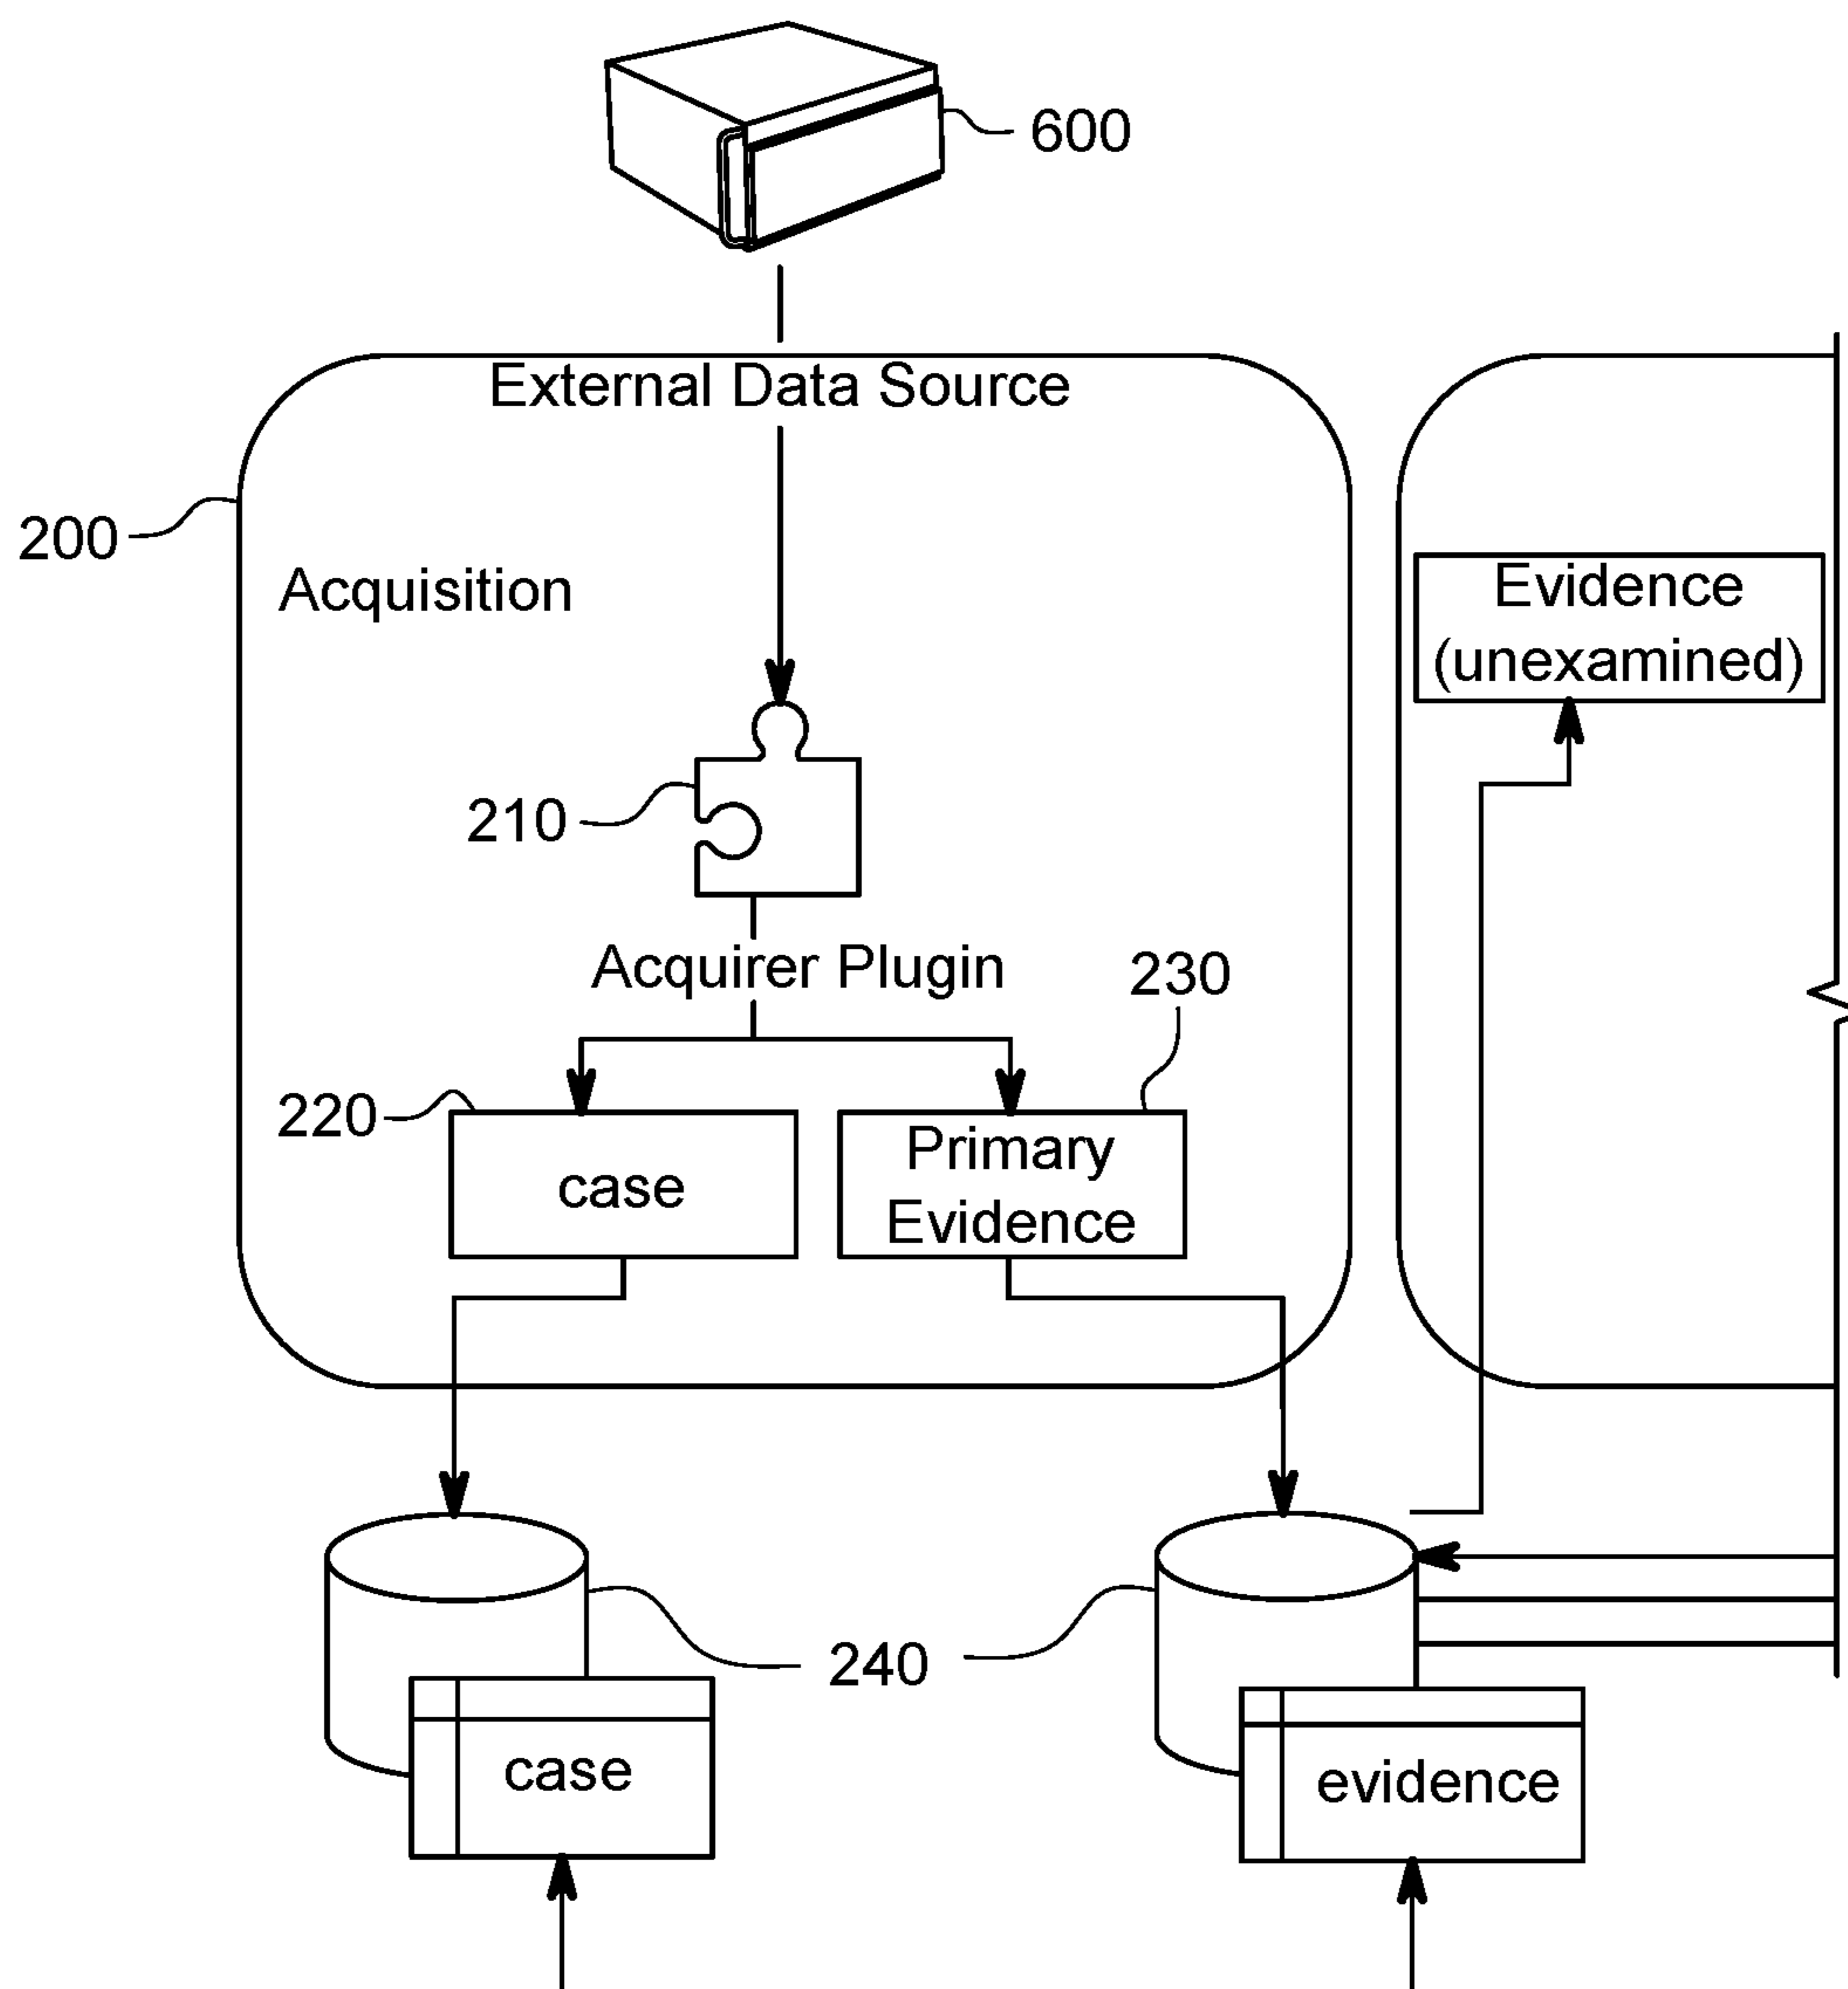 600
External Data Source
200
Acquisition
Evidence
(unexamined)
210
Acquirer Plugin
230
220
case
Primary
Evidence
240
case
evidence